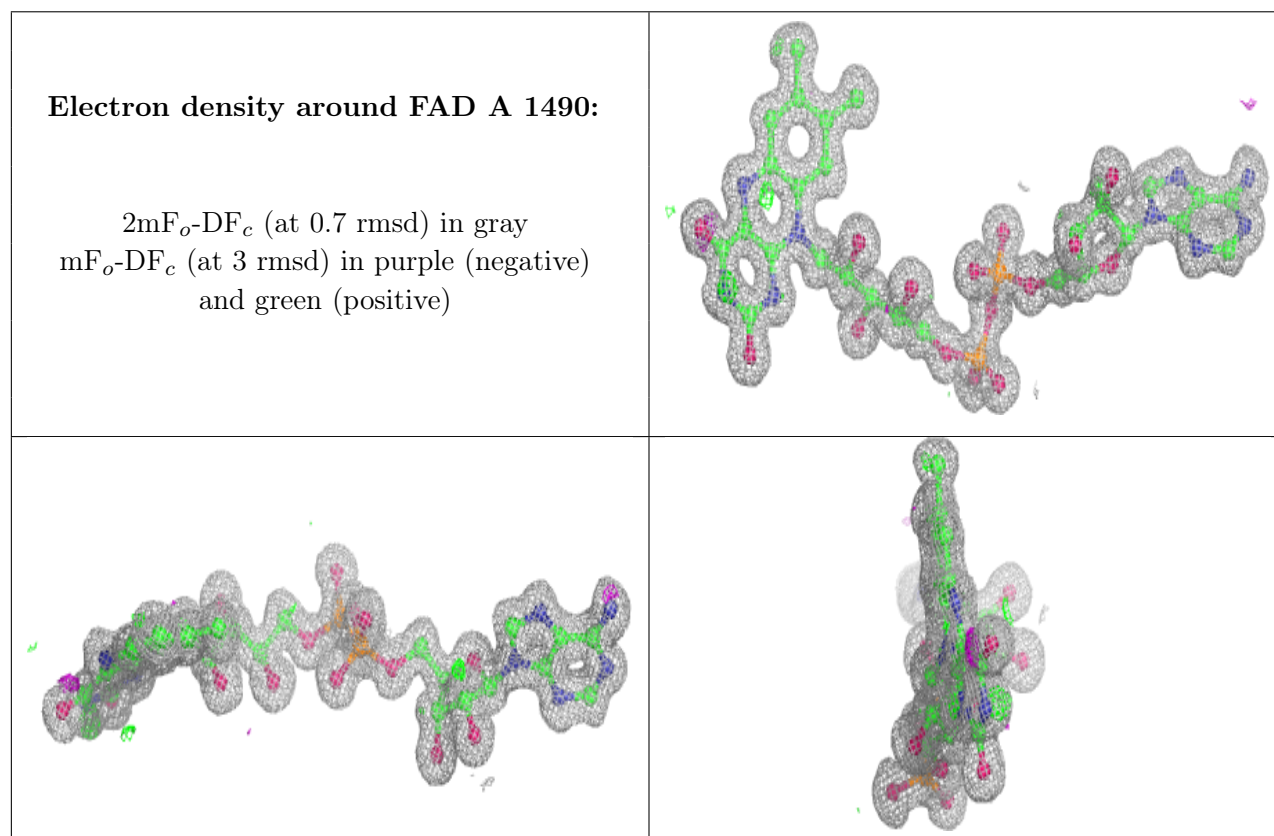 Electron density around FAD A 1490:
2mFₒ-DF𝒸 (at 0.7 rmsd) in gray
mFₒ-DF𝒸 (at 3 rmsd) in purple (negative)
and green (positive)